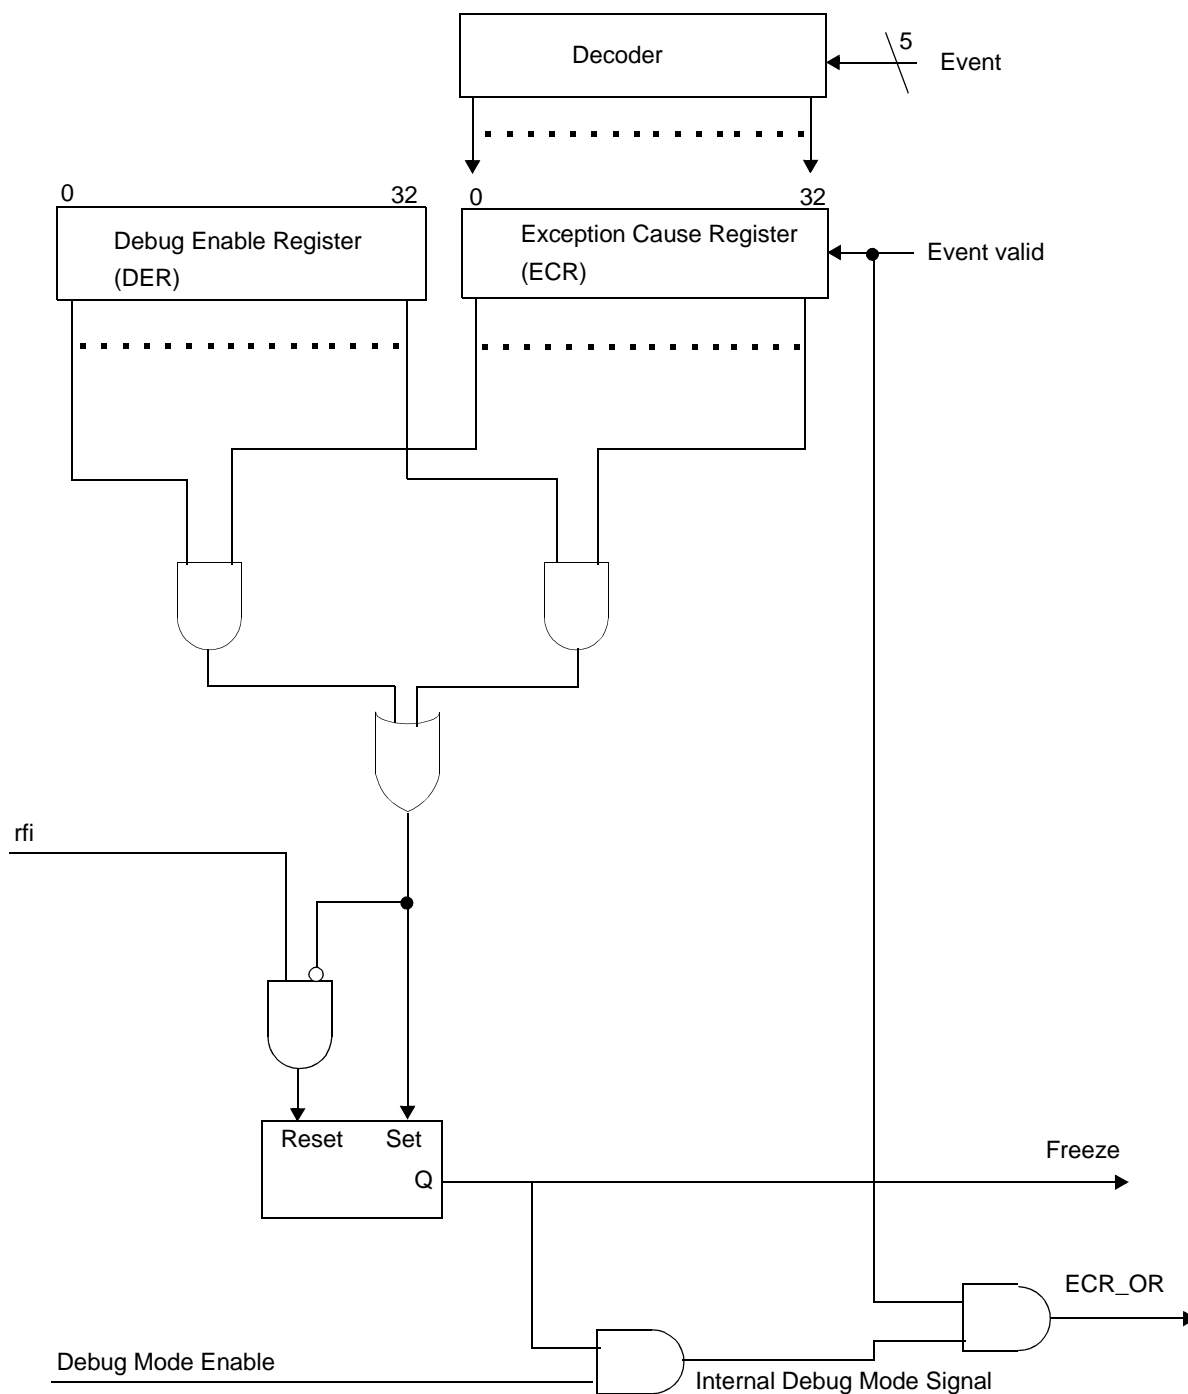 5
Decoder
Event
0
32
0
32
Debug Enable Register
(DER)
Exception Cause Register
(ECR)
Event valid
rfi
Reset
Set
Q
Freeze
ECR_OR
Debug Mode Enable
Internal Debug Mode Signal